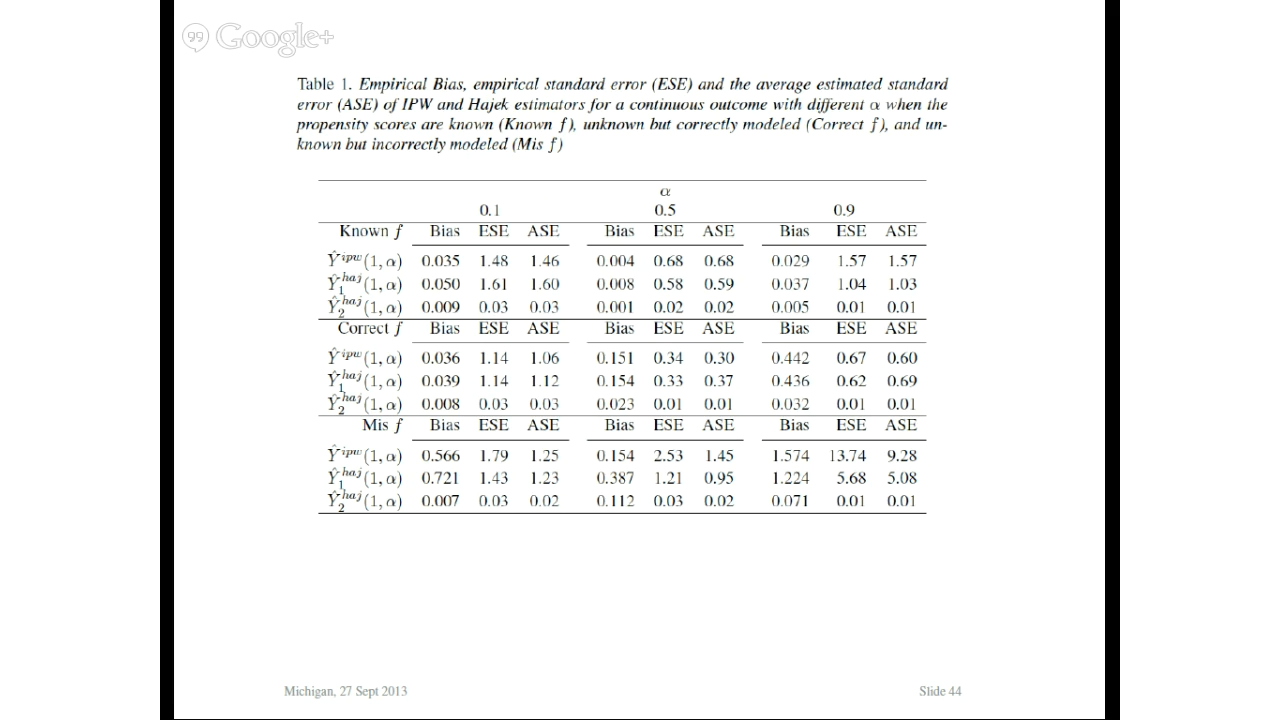 Google+
Table 1. Empirical Bias, empirical standard error (ESE) and the average estimated standard
error (ASE) of IPW and Hajek estimators for a continuous outcome with different α when the
propensity scores are known (Known f), unknown but correctly modeled (Correct f), and un-
known but incorrectly modeled (Mis f)
α
0.1 0.5 0.9
Known f Bias ESE ASE Bias ESE ASE Bias ESE ASE
Ŷ^ipw(1, α) 0.035 1.48 1.46 0.004 0.68 0.68 0.029 1.57 1.57
Ŷ_1^haj(1, α) 0.050 1.61 1.60 0.008 0.58 0.59 0.037 1.04 1.03
Ŷ_2^haj(1, α) 0.009 0.03 0.03 0.001 0.02 0.02 0.005 0.01 0.01
Correct f Bias ESE ASE Bias ESE ASE Bias ESE ASE
Ŷ^ipw(1, α) 0.036 1.14 1.06 0.151 0.34 0.30 0.442 0.67 0.60
Ŷ_1^haj(1, α) 0.039 1.14 1.12 0.154 0.33 0.37 0.436 0.62 0.69
Ŷ_2^haj(1, α) 0.008 0.03 0.03 0.023 0.01 0.01 0.032 0.01 0.01
Mis f Bias ESE ASE Bias ESE ASE Bias ESE ASE
Ŷ^ipw(1, α) 0.566 1.79 1.25 0.154 2.53 1.45 1.574 13.74 9.28
Ŷ_1^haj(1, α) 0.721 1.43 1.23 0.387 1.21 0.95 1.224 5.68 5.08
Ŷ_2^haj(1, α) 0.007 0.03 0.02 0.112 0.03 0.02 0.071 0.01 0.01
Michigan, 27 Sept 2013 Slide 44